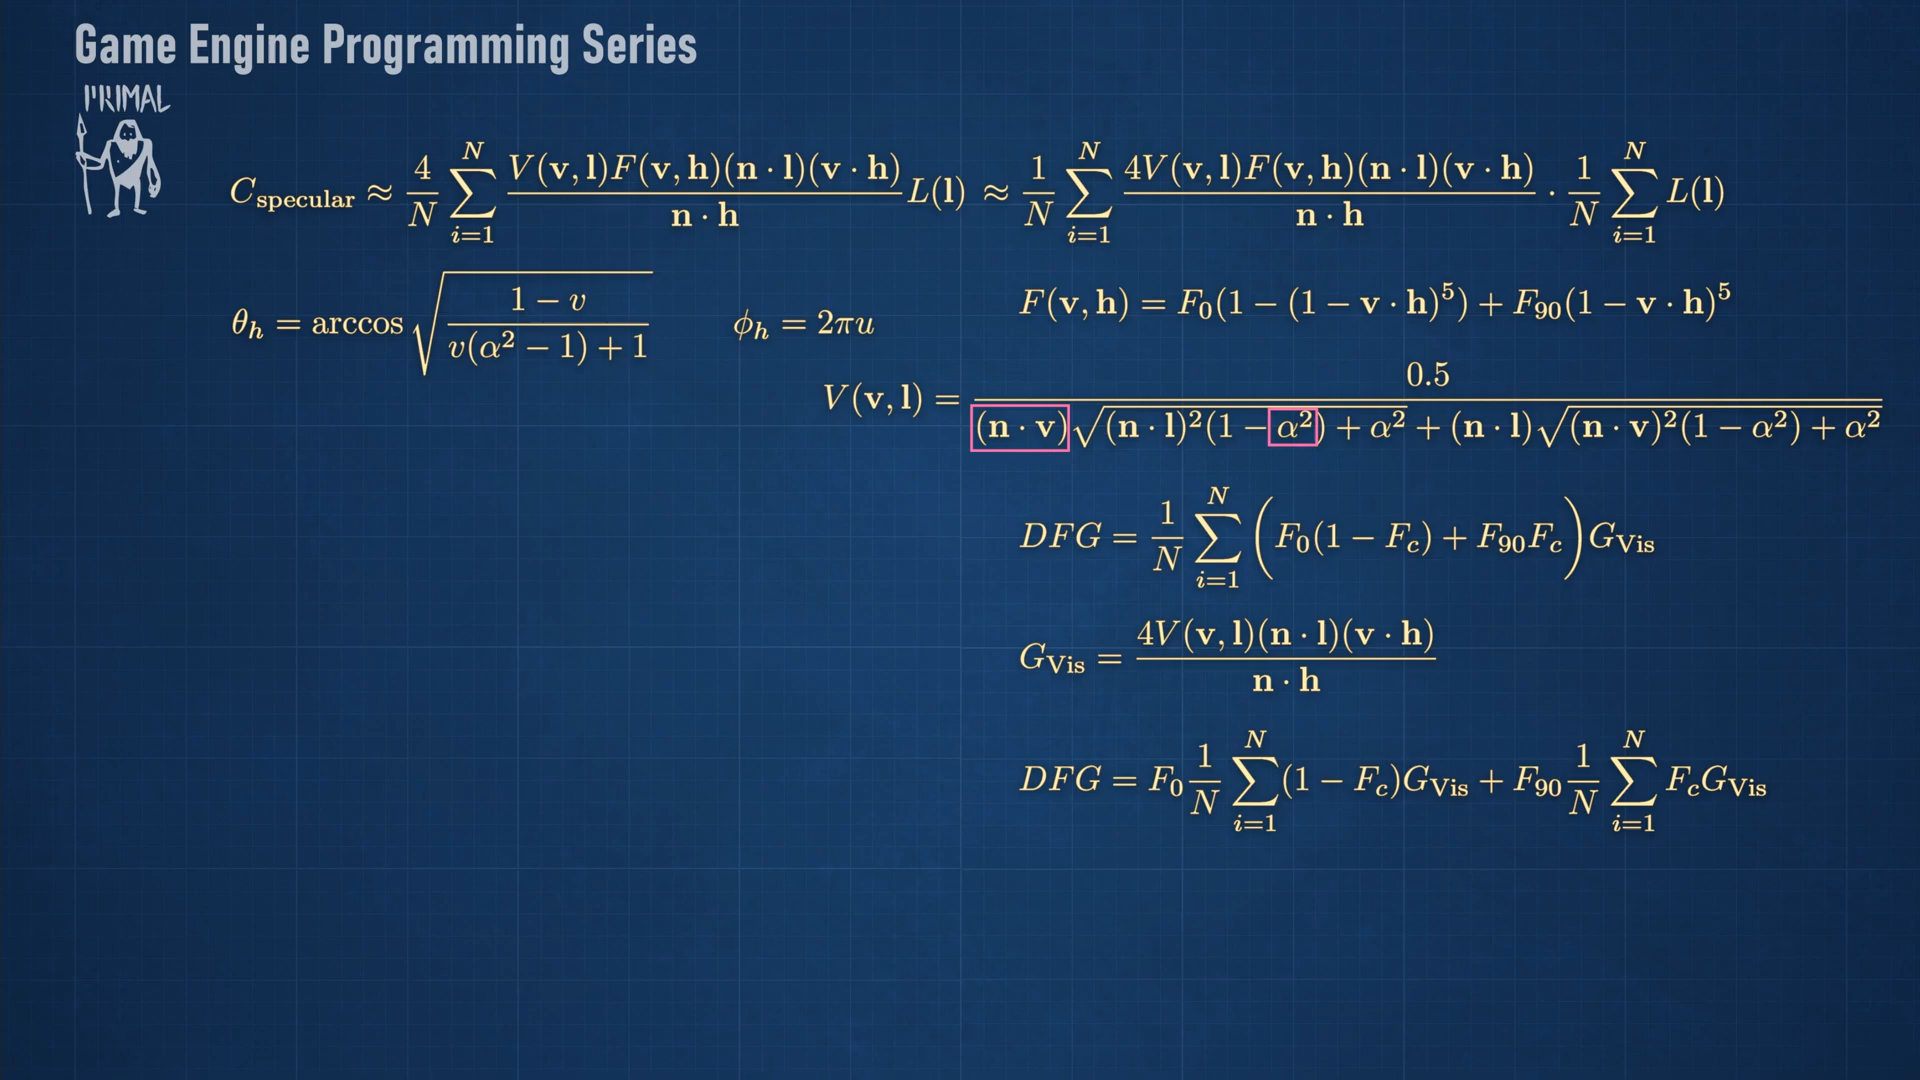 Game Engine Programming Series
PRIMAL
C_specular ≈ 4/N ∑_{i=1}^{N} V(v, l)F(v, h)(n · l)(v · h) / n · h L(l) ≈ 1/N ∑_{i=1}^{N} 4V(v, l)F(v, h)(n · l)(v · h) / n · h · 1/N ∑_{i=1}^{N} L(l)
θ_h = arccos √((1 − v) / (v(α² − 1) + 1)) ϕ_h = 2πu
F(v, h) = F_0(1 − (1 − v · h)⁵) + F_90(1 − v · h)⁵
V(v, l) = 0.5 / ((n · v)√((n · l)²(1 − α²) + α²) + (n · l)√((n · v)²(1 − α²) + α²))
DFG = 1/N ∑_{i=1}^{N} (F_0(1 − F_c) + F_90F_c)G_Vis
G_Vis = 4V(v, l)(n · l)(v · h) / n · h
DFG = F_0 1/N ∑_{i=1}^{N} (1 − F_c)G_Vis + F_90 1/N ∑_{i=1}^{N} F_cG_Vis